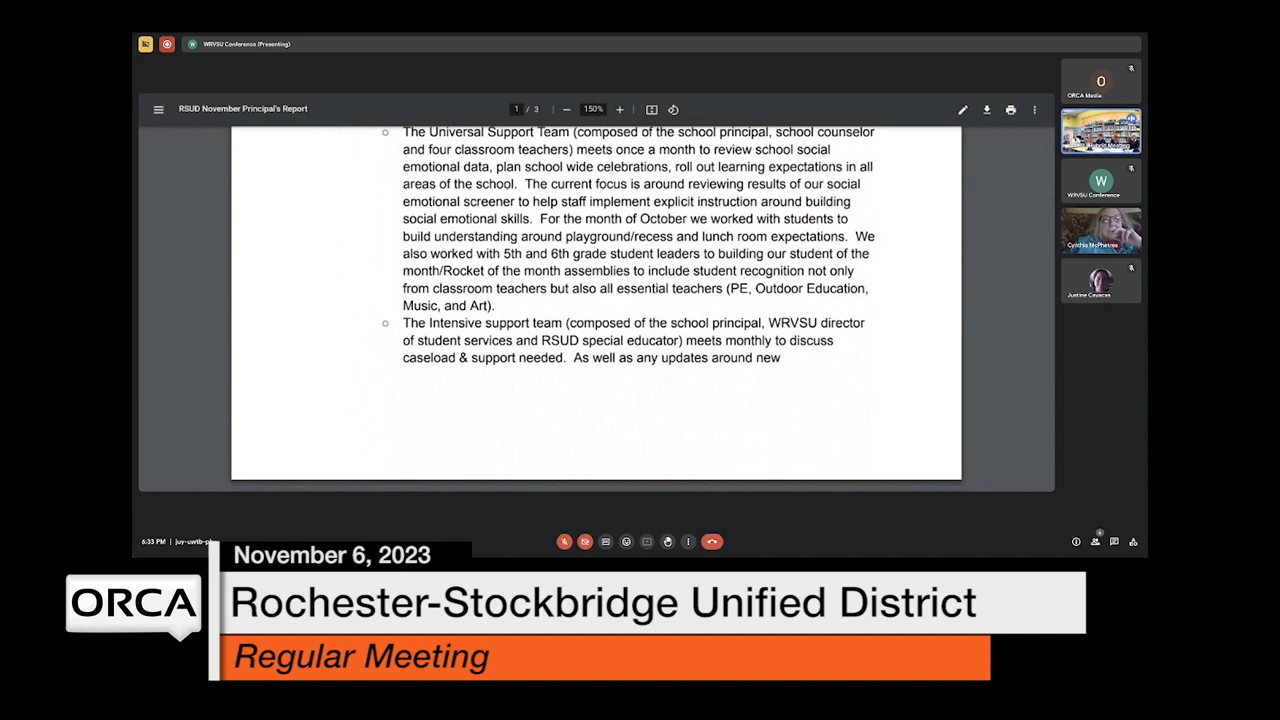 WRVSU Conference (Presenting)
RSUD November Principal's Report
1 / 3
150%
The Universal Support Team (composed of the school principal, school counselor
and four classroom teachers) meets once a month to review school social
emotional data, plan school wide celebrations, roll out learning expectations in all
areas of the school. The current focus is around reviewing results of our social
emotional screener to help staff implement explicit instruction around building
social emotional skills. For the month of October we worked with students to
build understanding around playground/recess and lunch room expectations. We
also worked with 5th and 6th grade student leaders to building our student of the
month/Rocket of the month assemblies to include student recognition not only
from classroom teachers but also all essential teachers (PE, Outdoor Education,
Music, and Art).
The Intensive support team (composed of the school principal, WRVSU director
of student services and RSUD special educator) meets monthly to discuss
caseload & support needed. As well as any updates around new
O
ORCA Media
Meeting
W
WRVSU Conference
Cynthia McPhetres
Justine Cavacas
6:33 PM
November 6, 2023
ORCA
Rochester-Stockbridge Unified District
Regular Meeting